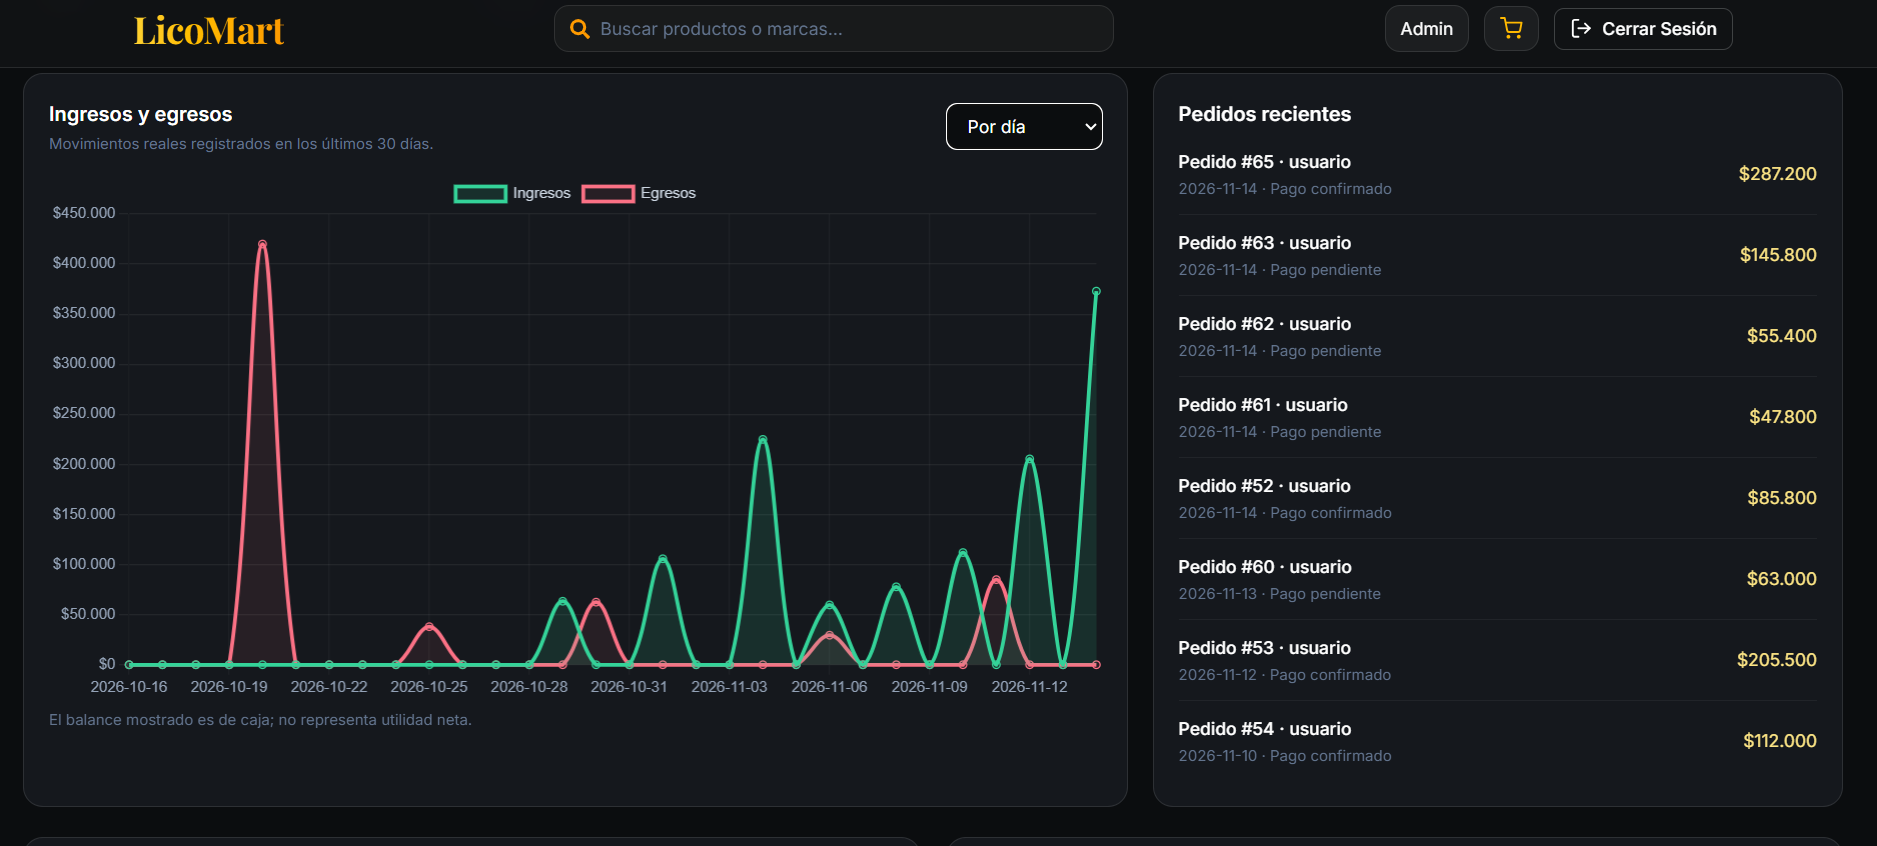 LicoMart
Buscar productos o marcas...
Admin
Cerrar Sesión
Ingresos y egresos
Movimientos reales registrados en los últimos 30 días.
Por día
Ingresos
Egresos
$450.000
$400.000
$350.000
$300.000
$250.000
$200.000
$150.000
$100.000
$50.000
$0
2026-10-16
2026-10-19
2026-10-22
2026-10-25
2026-10-28
2026-10-31
2026-11-03
2026-11-06
2026-11-09
2026-11-12
El balance mostrado es de caja; no representa utilidad neta.
Pedidos recientes
Pedido #65 · usuario
2026-11-14 · Pago confirmado
$287.200
Pedido #63 · usuario
2026-11-14 · Pago pendiente
$145.800
Pedido #62 · usuario
2026-11-14 · Pago pendiente
$55.400
Pedido #61 · usuario
2026-11-14 · Pago pendiente
$47.800
Pedido #52 · usuario
2026-11-14 · Pago confirmado
$85.800
Pedido #60 · usuario
2026-11-13 · Pago pendiente
$63.000
Pedido #53 · usuario
2026-11-12 · Pago confirmado
$205.500
Pedido #54 · usuario
2026-11-10 · Pago confirmado
$112.000